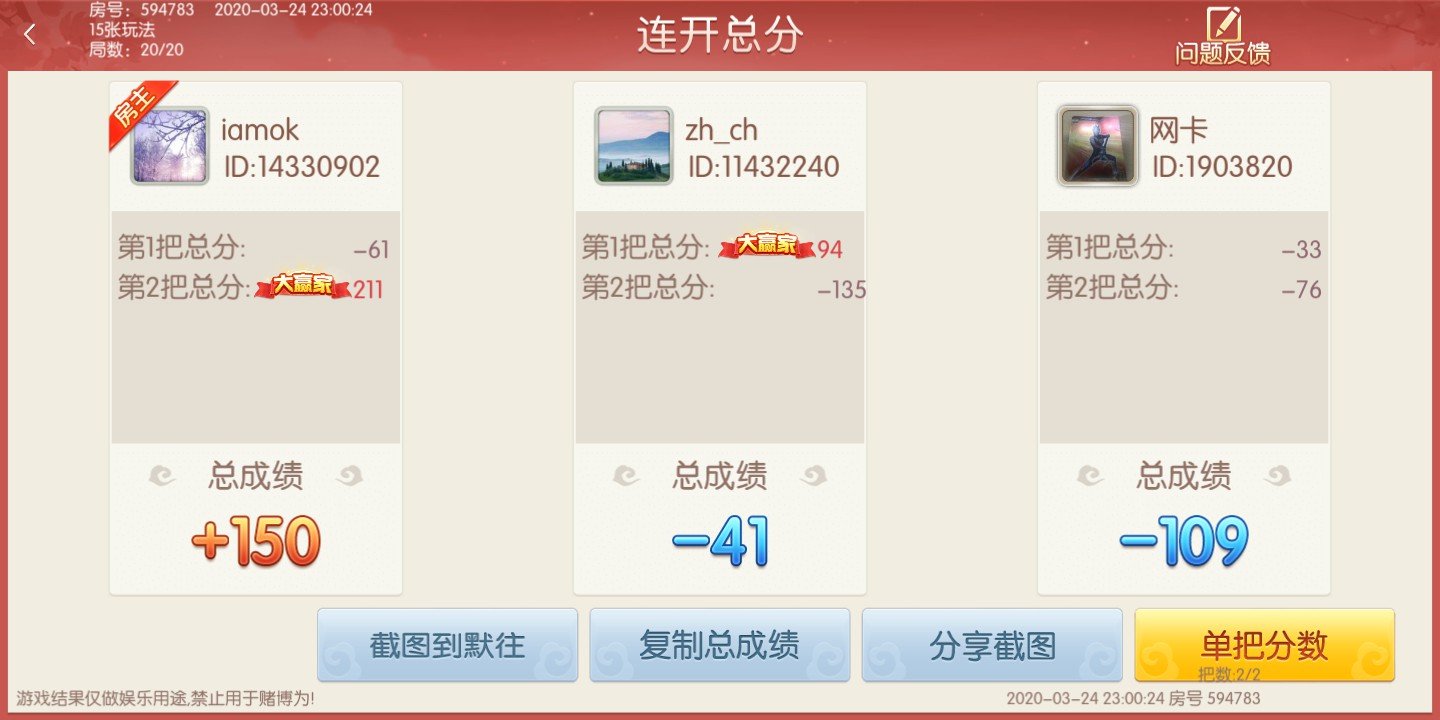 房号：594783 2020-03-24 23:00:24
15张玩法
局数：20/20
连开总分
问题反馈
房主
iamok
ID:14330902
第1把总分: -61
第2把总分: 大赢家 211
总成绩
+150
zh_ch
ID:11432240
第1把总分: 大赢家 94
第2把总分: -135
总成绩
-41
网卡
ID:1903820
第1把总分: -33
第2把总分: -76
总成绩
-109
截图到默往
复制总成绩
分享截图
单把分数
把数:2/2
游戏结果仅做娱乐用途,禁止用于赌博为!
2020-03-24 23:00:24 房号 594783